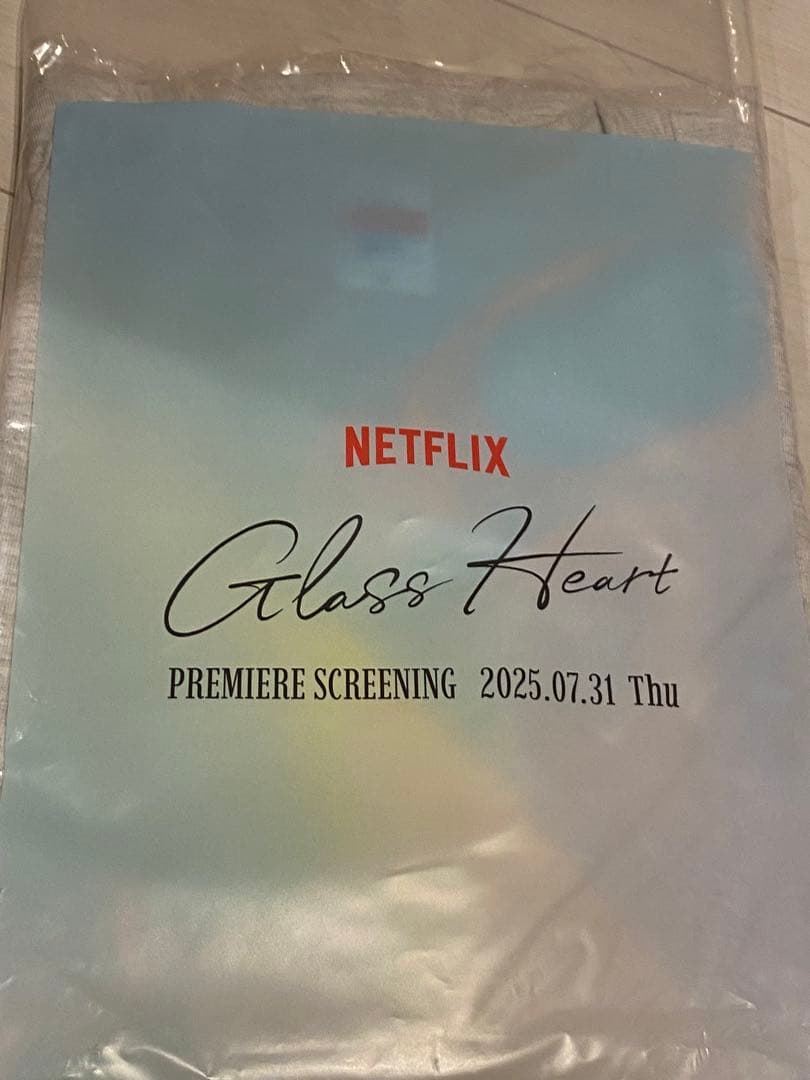 NETFLIX
Glass Heart
PREMIERE SCREENING 2025.07.31 Thu